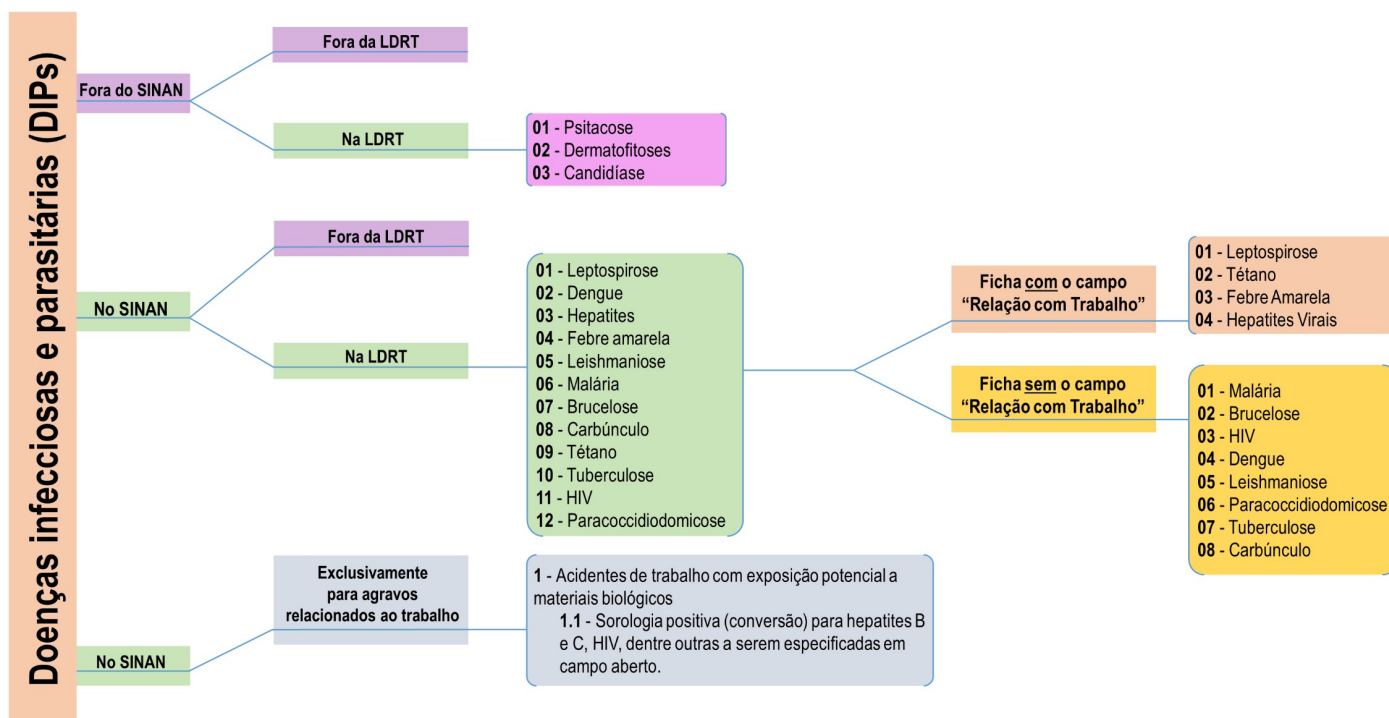 Doenças infecciosas e parasitárias (DIPs)
Fora do SINAN
Fora da LDRT
Na LDRT
01 - Psitacose
02 - Dermatofitoses
03 - Candidíase
No SINAN
Fora da LDRT
Na LDRT
01 - Leptospirose
02 - Dengue
03 - Hepatites
04 - Febre amarela
05 - Leishmaniose
06 - Malária
07 - Brucelose
08 - Carbúnculo
09 - Tétano
10 - Tuberculose
11 - HIV
12 - Paracoccidiodomicose
Ficha com o campo
“Relação com Trabalho”
01 - Leptospirose
02 - Tétano
03 - Febre Amarela
04 - Hepatites Virais
Ficha sem o campo
“Relação com Trabalho”
01 - Malária
02 - Brucelose
03 - HIV
04 - Dengue
05 - Leishmaniose
06 - Paracoccidiodomicose
07 - Tuberculose
08 - Carbúnculo
No SINAN
Exclusivamente
para agravos
relacionados ao trabalho
1 - Acidentes de trabalho com exposição potencial a
materiais biológicos
1.1 - Sorologia positiva (conversão) para hepatites B
e C, HIV, dentre outras a serem especificadas em
campo aberto.